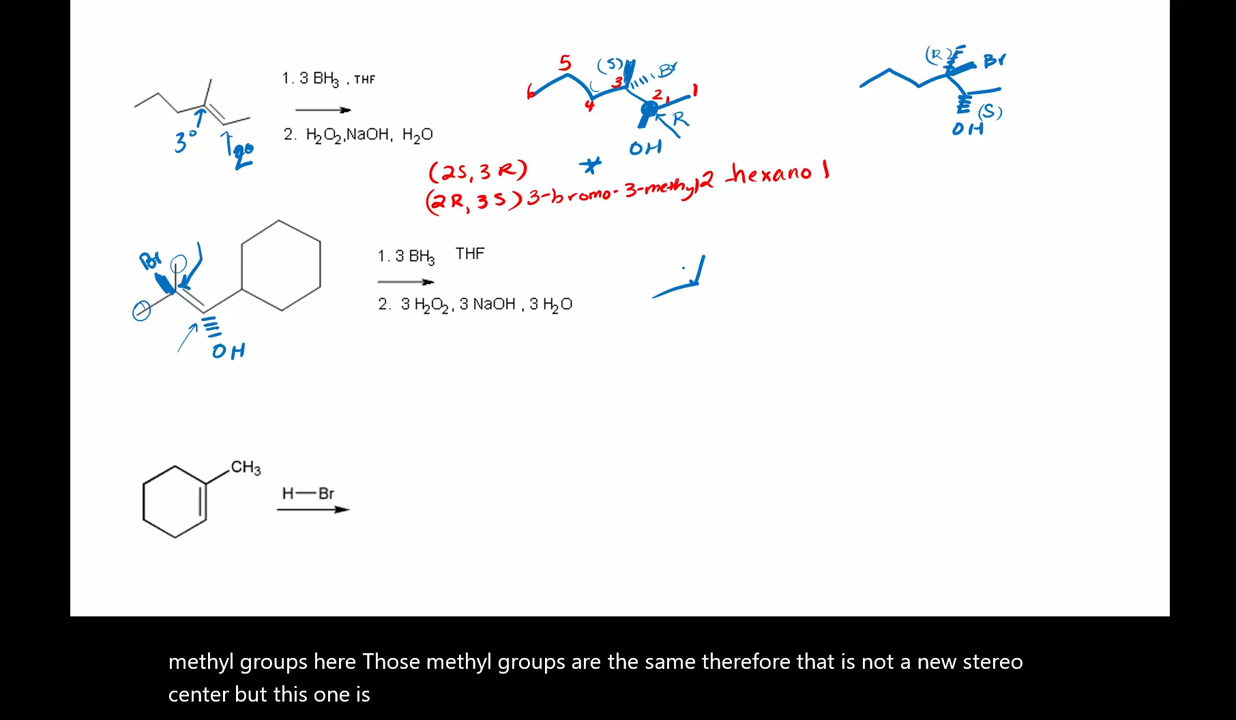 1. 3 BH3 . THF
2. H2O2,NaOH, H2O
3°
2°
5
6
4
3
2
1
(S)
Br
R
OH
(R)
Br
(S)
OH
(2S, 3R)
*
(2R, 3S) 3-bromo-3-methyl 2-hexanol
Br
OH
1. 3 BH3 THF
2. 3 H2O2, 3 NaOH , 3 H2O
CH3
H—Br
methyl groups here Those methyl groups are the same therefore that is not a new stereo
center but this one is